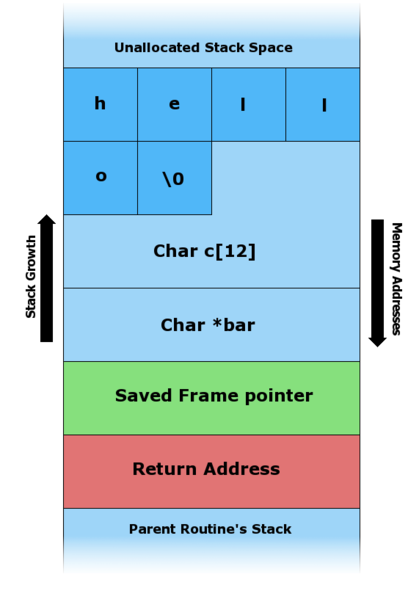 Unallocated Stack Space
h e l l
o \0
Char c[12]
Stack Growth
Memory Addresses
Char *bar
Saved Frame pointer
Return Address
Parent Routine's Stack